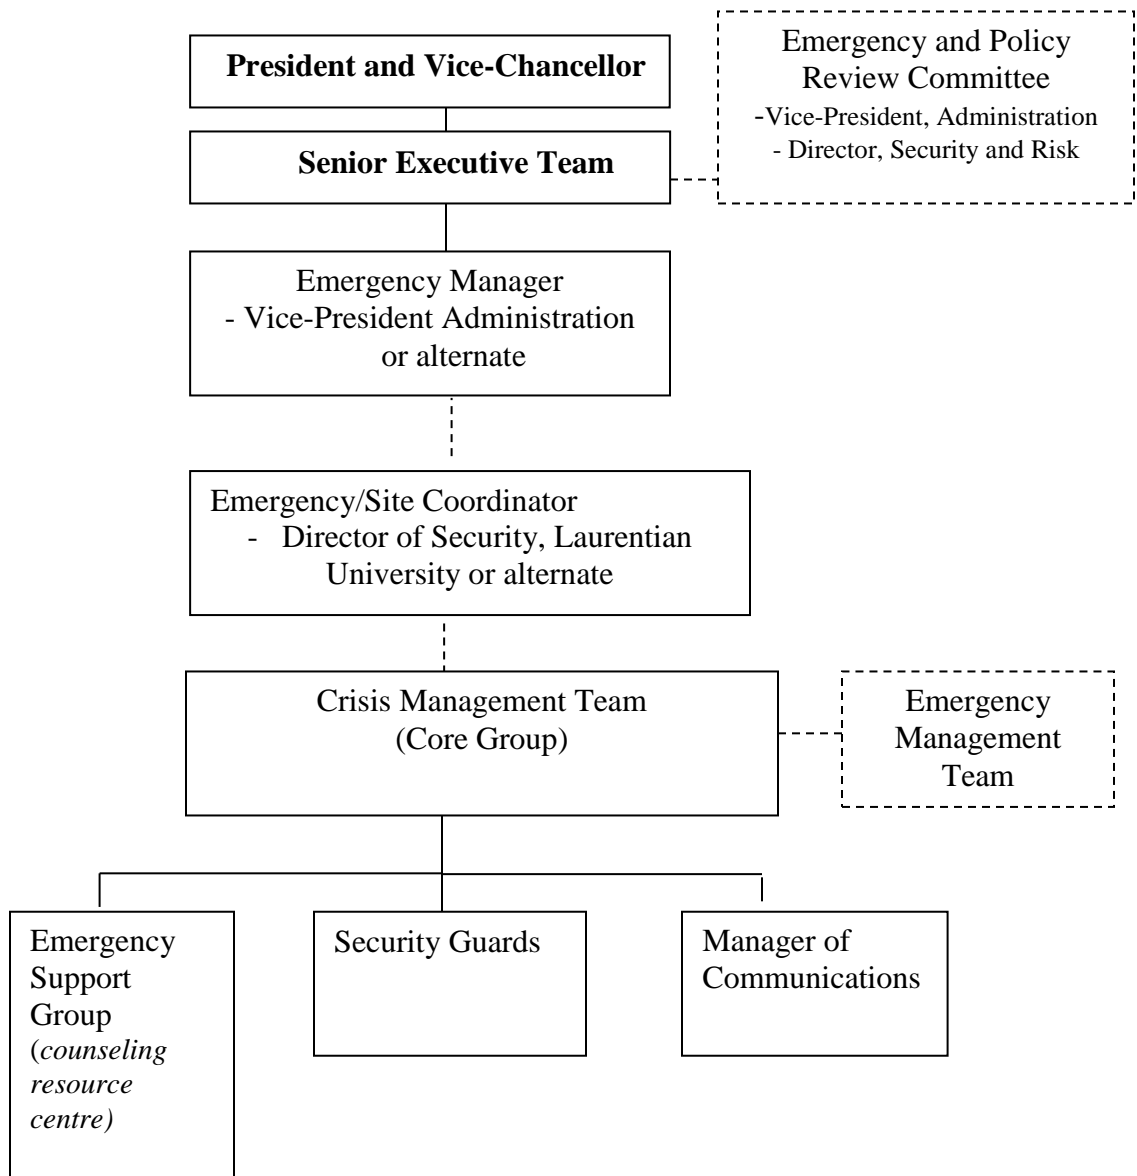 President and Vice-Chancellor
Emergency and Policy
Review Committee
-Vice-President, Administration
- Director, Security and Risk
Senior Executive Team
Emergency Manager
- Vice-President Administration
or alternate
Emergency/Site Coordinator
- Director of Security, Laurentian
University or alternate
Crisis Management Team
(Core Group)
Emergency
Management
Team
Emergency
Support
Group
(counseling
resource
centre)
Security Guards
Manager of
Communications